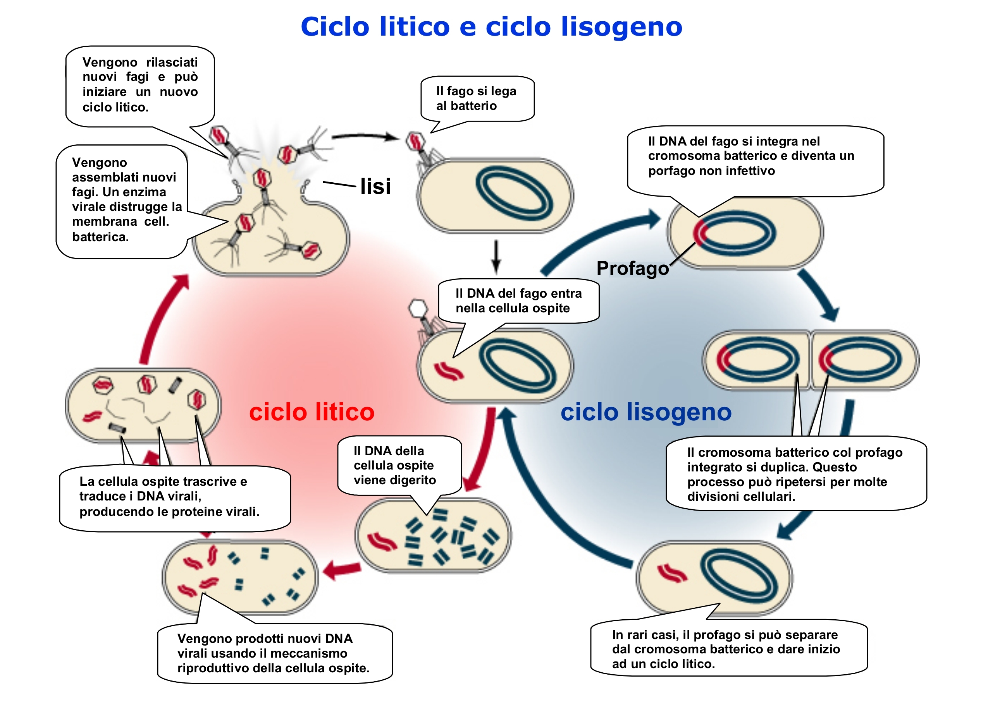 Ciclo litico e ciclo lisogeno
Vengono rilasciati
nuovi fagi e può
iniziare un nuovo
ciclo litico.
Il fago si lega
al batterio
Il DNA del fago si integra nel
cromosoma batterico e diventa un
porfago non infettivo
Vengono
assemblati nuovi
fagi. Un enzima
virale distrugge la
membrana cell.
batterica.
lisi
Profago
Il DNA del fago entra
nella cellula ospite
ciclo litico
ciclo lisogeno
Il DNA della
cellula ospite
viene digerito
Il cromosoma batterico col profago
integrato si duplica. Questo
processo può ripetersi per molte
divisioni cellulari.
La cellula ospite trascrive e
traduce i DNA virali,
producendo le proteine virali.
Vengono prodotti nuovi DNA
virali usando il meccanismo
riproduttivo della cellula ospite.
In rari casi, il profago si può separare
dal cromosoma batterico e dare inizio
ad un ciclo litico.